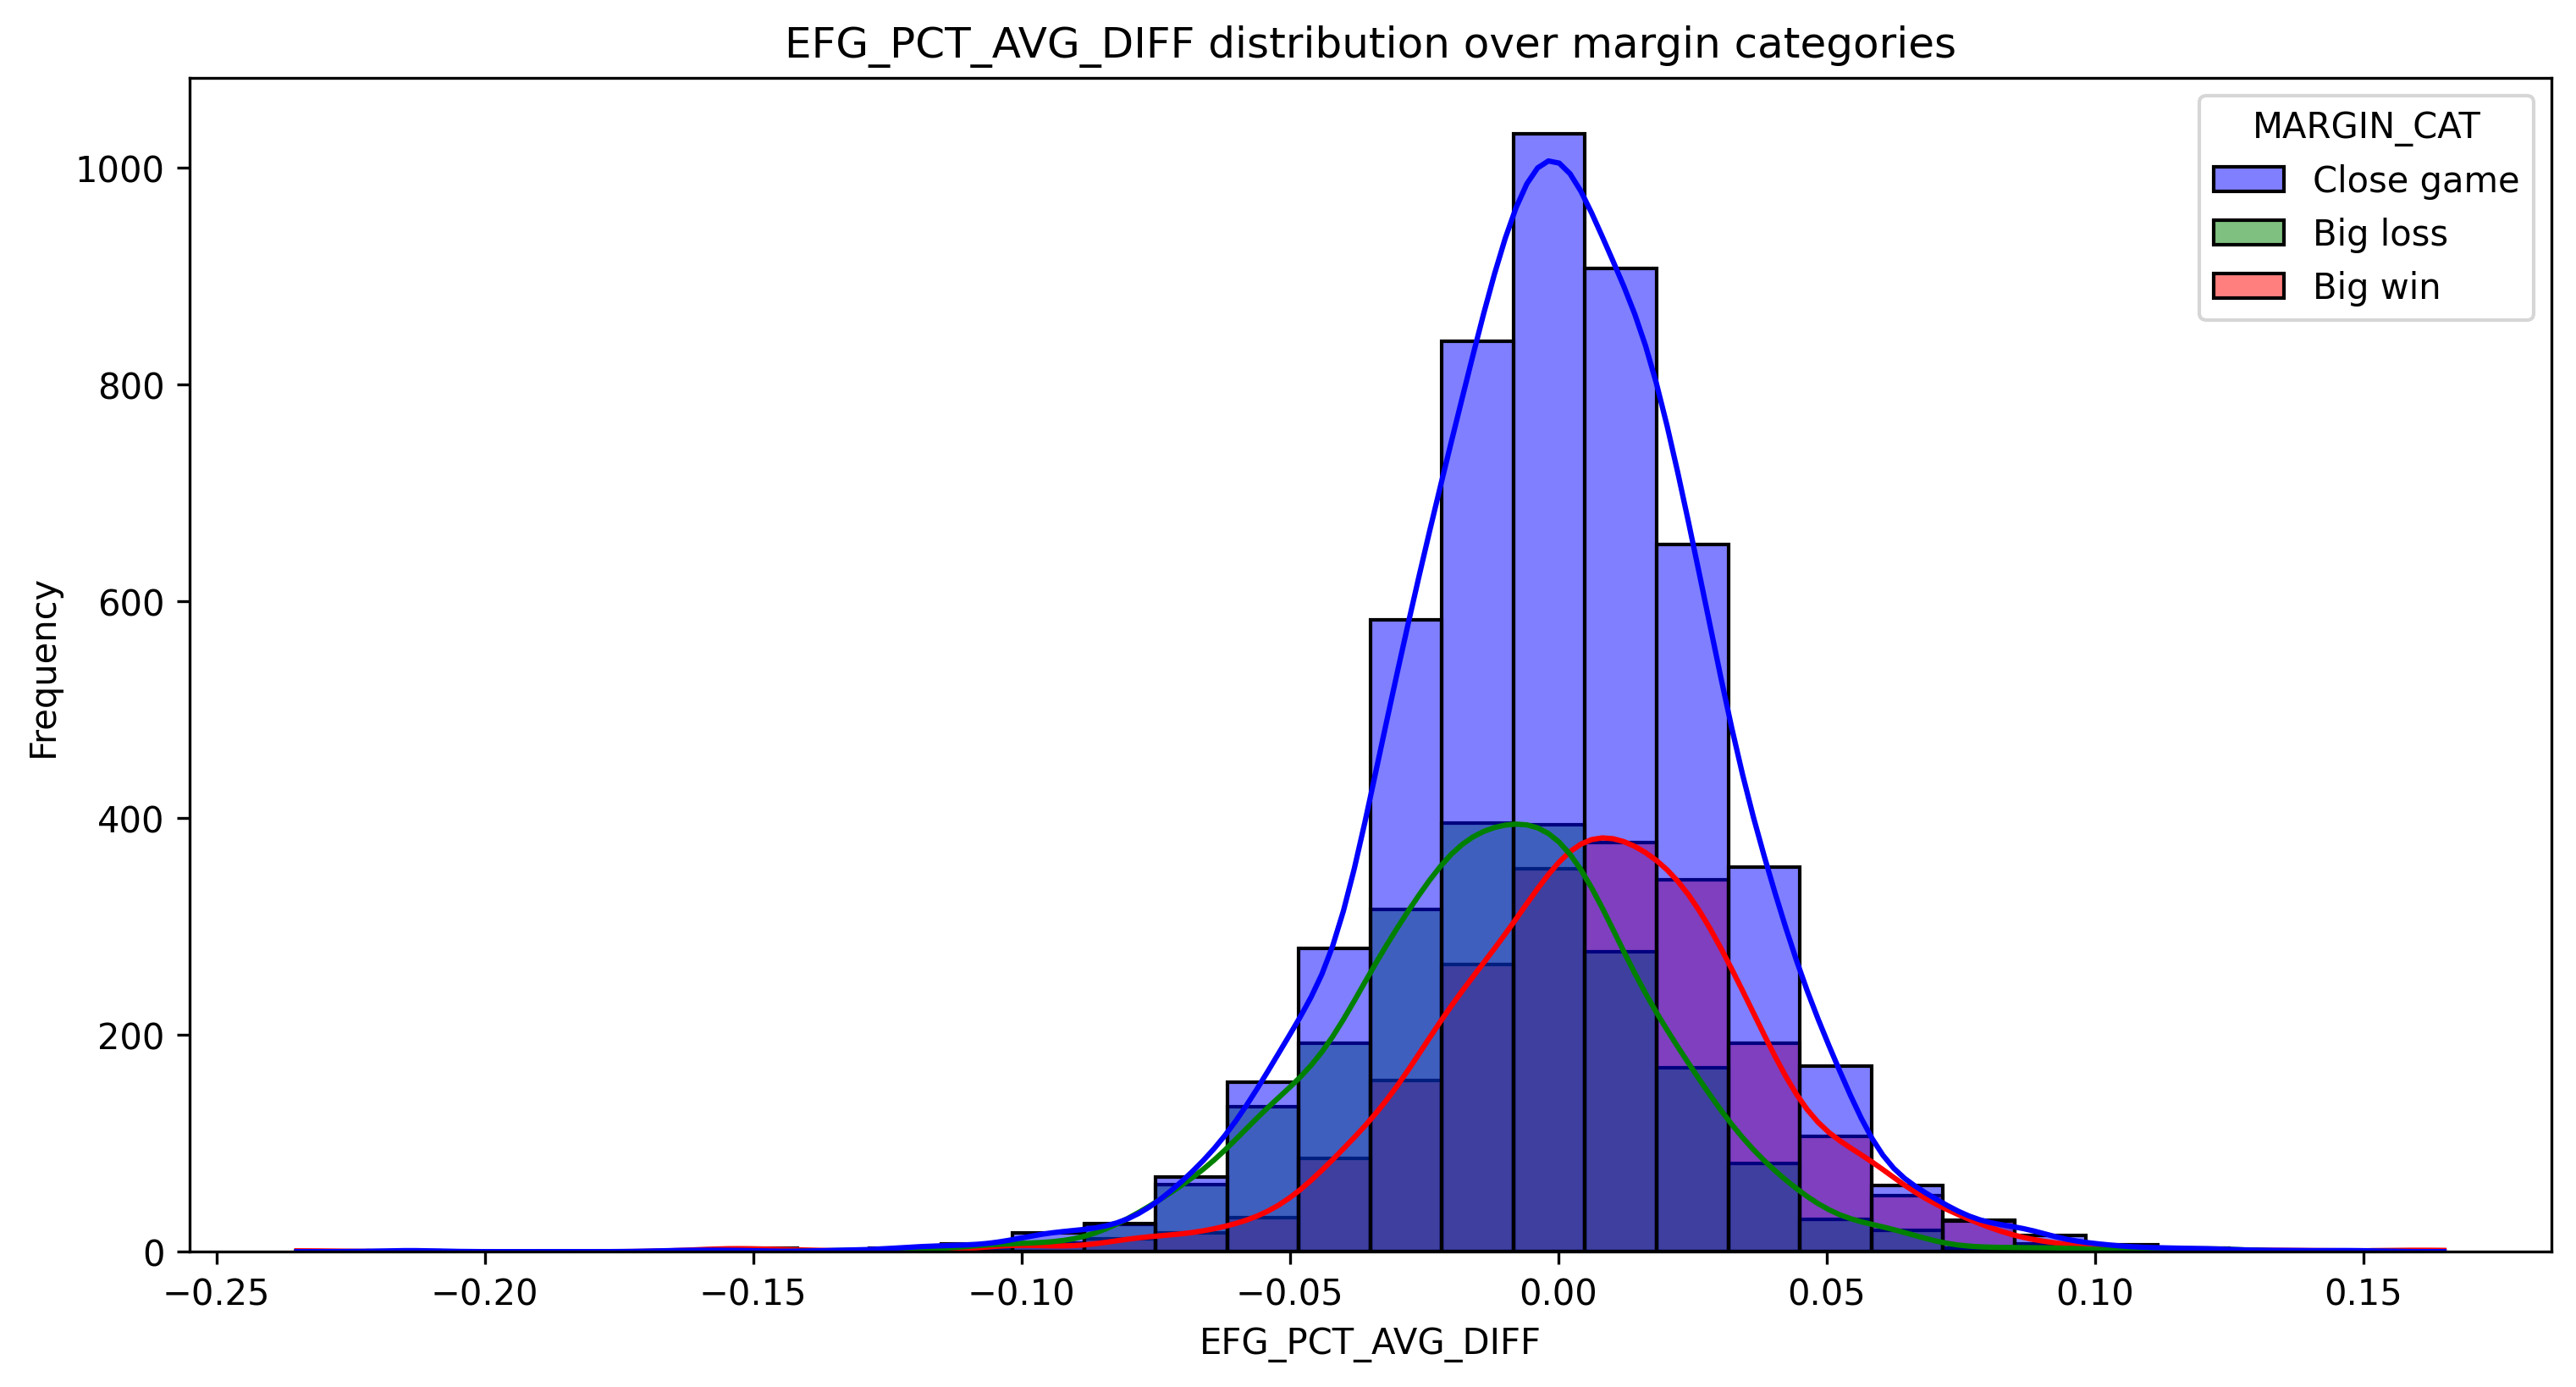 EFG_PCT_AVG_DIFF distribution over margin categories
MARGIN_CAT
Close game
Big loss
Big win
Frequency
1000
800
600
400
200
0
−0.25 −0.20 −0.15 −0.10 −0.05 0.00 0.05 0.10 0.15
EFG_PCT_AVG_DIFF